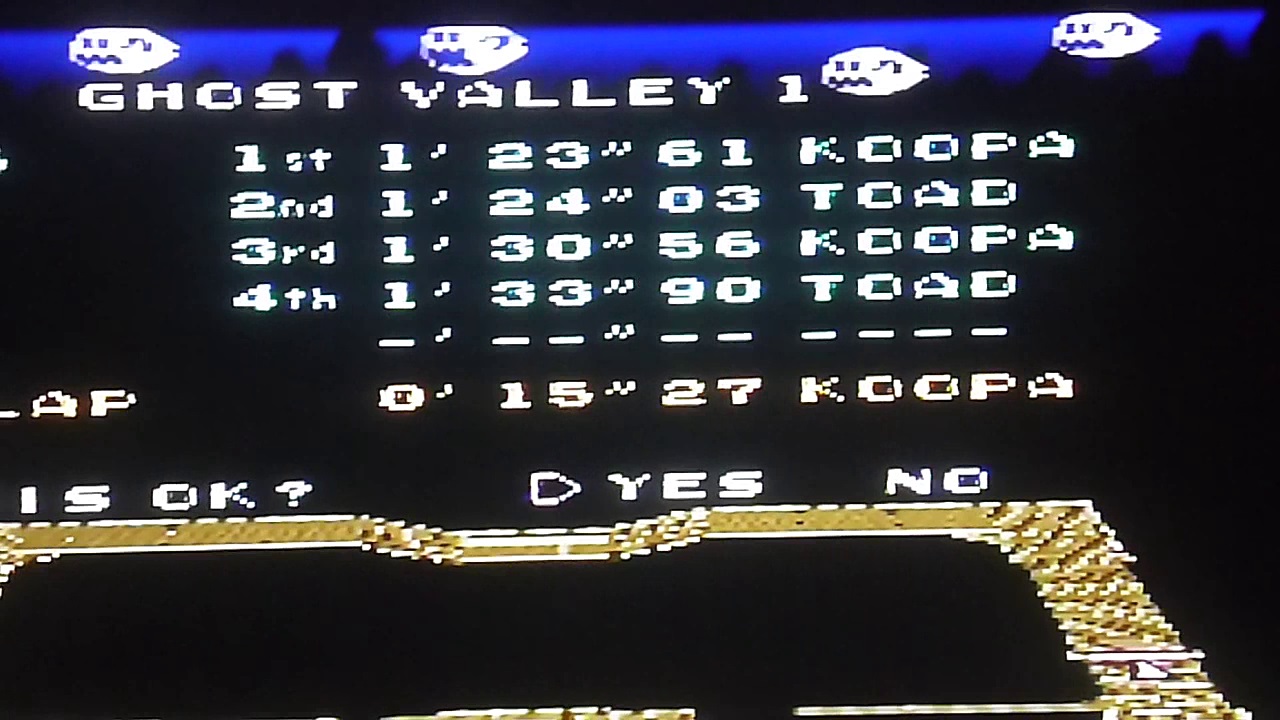 GHOST VALLEY 1
1st 1' 23" 61 KOOPA
2nd 1' 24" 03 TOAD
3rd 1' 30" 56 KOOPA
4th 1' 33" 90 TOAD
-' --" -- ----
LAP 0' 15" 27 KOOPA
IS OK? YES NO